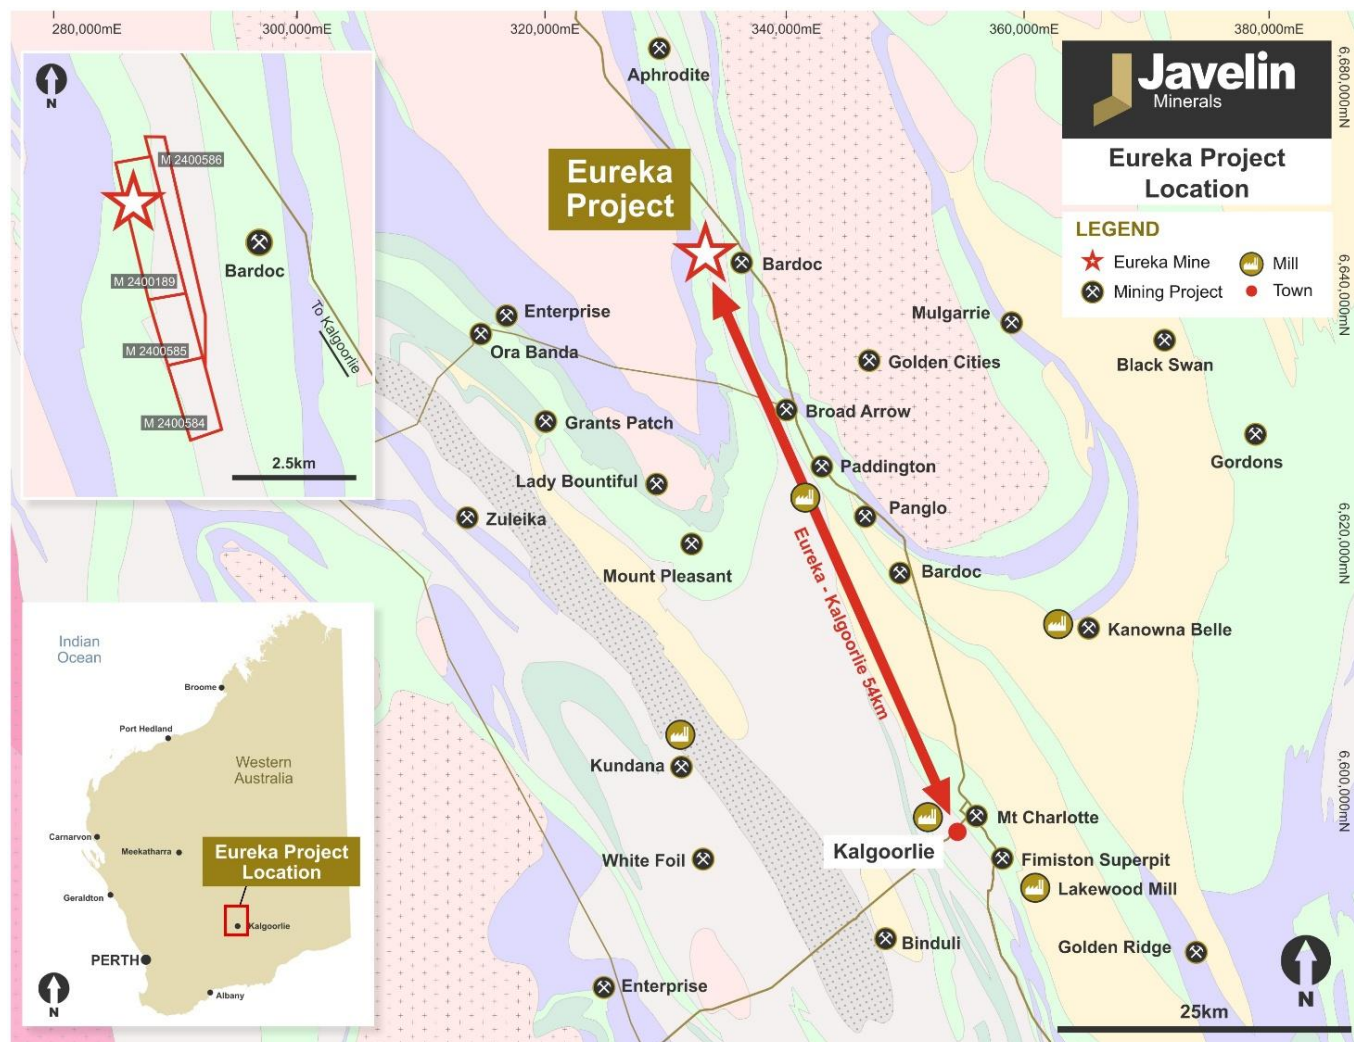 280,000mE
300,000mE
320,000mE
340,000mE
360,000mE
380,000mE
6,680,000mN
6,640,000mN
6,620,000mN
6,600,000mN
Javelin
Minerals
Eureka Project
Location
LEGEND
Eureka Mine
Mill
Mining Project
Town
N
M 2400586
M 2400189
M 2400585
M 2400584
Bardoc
To Kalgoorlie
2.5km
Aphrodite
Eureka
Project
Bardoc
Enterprise
Ora Banda
Mulgarrie
Golden Cities
Black Swan
Grants Patch
Broad Arrow
Gordons
Lady Bountiful
Paddington
Zuleika
Panglo
Mount Pleasant
Bardoc
Eureka - Kalgoorlie 54km
Kanowna Belle
Kundana
Mt Charlotte
Kalgoorlie
White Foil
Fimiston Superpit
Lakewood Mill
Binduli
Golden Ridge
Enterprise
N
25km
Indian
Ocean
Broome
Port Hedland
Western
Australia
Carnarvon
Meekatharra
Eureka Project
Location
Geraldton
Kalgoorlie
PERTH
Albany
N